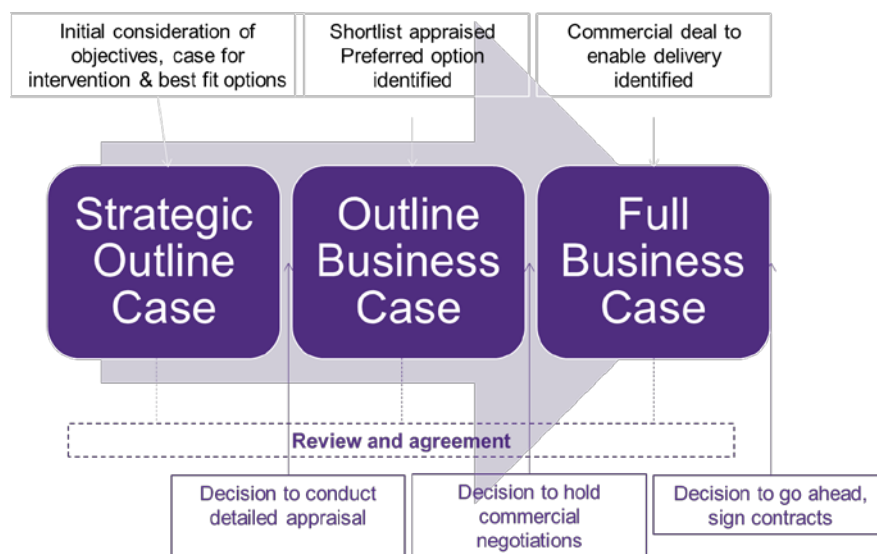 Initial consideration of
objectives, case for
intervention & best fit options
Shortlist appraised
Preferred option
identified
Commercial deal to
enable delivery
identified
Strategic
Outline
Case
Outline
Business
Case
Full
Business
Case
Review and agreement
Decision to conduct
detailed appraisal
Decision to hold
commercial
negotiations
Decision to go ahead,
sign contracts